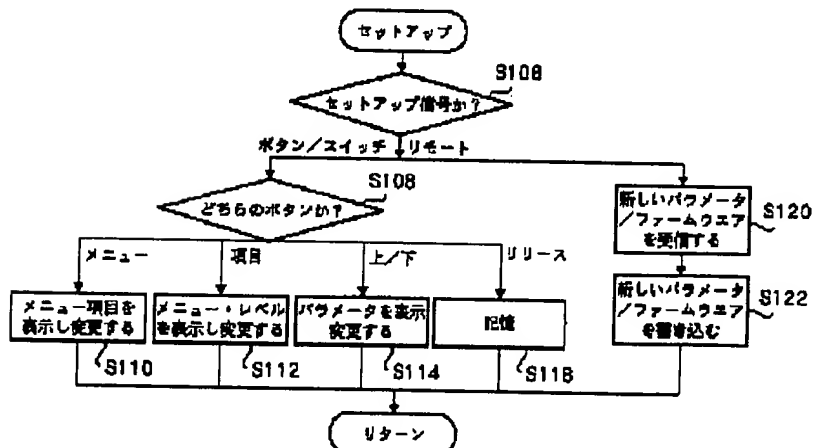 セットアップ
S108
セットアップ信号か?
ボタン/スイッチ リモート
S108
どちらのボタンか?
メニュー
項目
上/下
リリース
新しいパラメータ
/ファームウエア
を受信する
S120
メニュー項目を
表示し変更する
S110
メニュー・レベル
を表示し変更する
S112
パラメータを表示
変更する
S114
記憶
S118
新しいパラメータ
/ファームウエア
を書き込む
S122
リターン